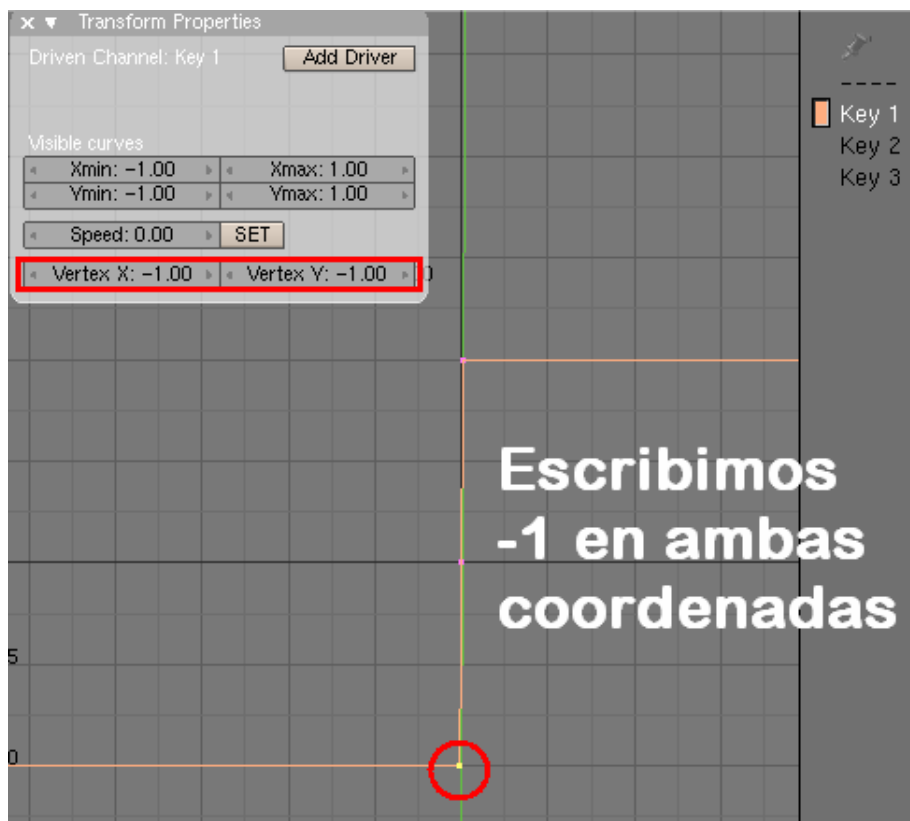 Transform Properties
Driven Channel: Key 1 Add Driver
Visible curves
Xmin: -1.00 Xmax: 1.00
Ymin: -1.00 Ymax: 1.00
Speed: 0.00 SET
Vertex X: -1.00 Vertex Y: -1.00
----
Key 1
Key 2
Key 3
Escribimos
-1 en ambas
coordenadas
5
0